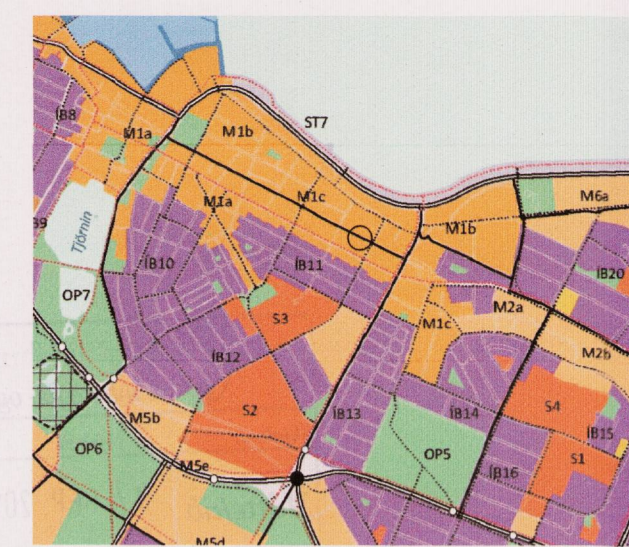 ÍB8
M1a
M1b
ST7
M1c
M1a
M6a
Tjörnin
M1b
ÍB10
ÍB11
ÍB20
OP7
M2a
S3
M1c
M2b
ÍB12
S2
ÍB13
ÍB14
S4
M5b
ÍB15
OP6
OP5
S1
M5e
ÍB16
M5d